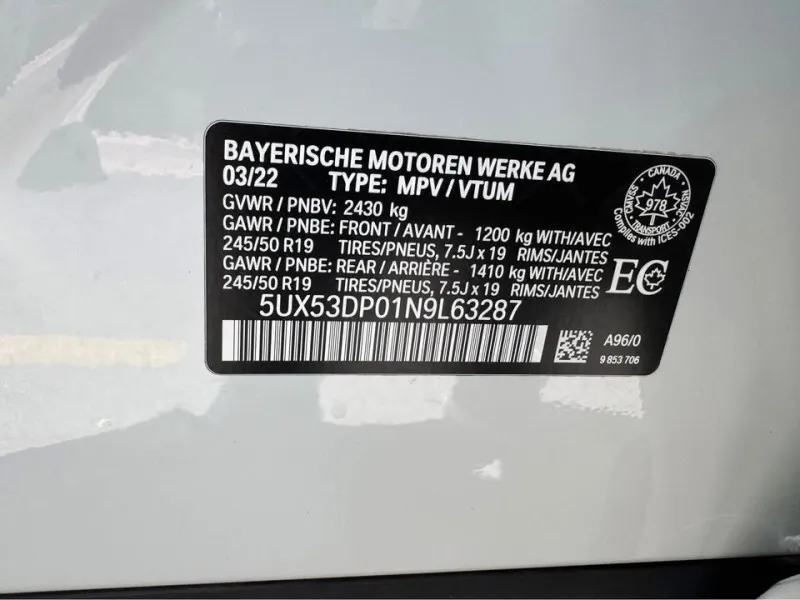 BAYERISCHE MOTOREN WERKE AG
03/22 TYPE: MPV / VTUM
GVWR / PNBV: 2430 kg
GAWR / PNBE: FRONT / AVANT - 1200 kg WITH/AVEC
245/50 R19 TIRES/PNEUS, 7.5J x 19 RIMS/JANTES
GAWR / PNBE: REAR / ARRIÈRE - 1410 kg WITH/AVEC
245/50 R19 TIRES/PNEUS, 7.5J x 19 RIMS/JANTES
5UX53DP01N9L63287
CANADA
SSVAC
NSVAC
978
TRANSPORT
Complies with ICES-002
EC
A96/0
9 853 706